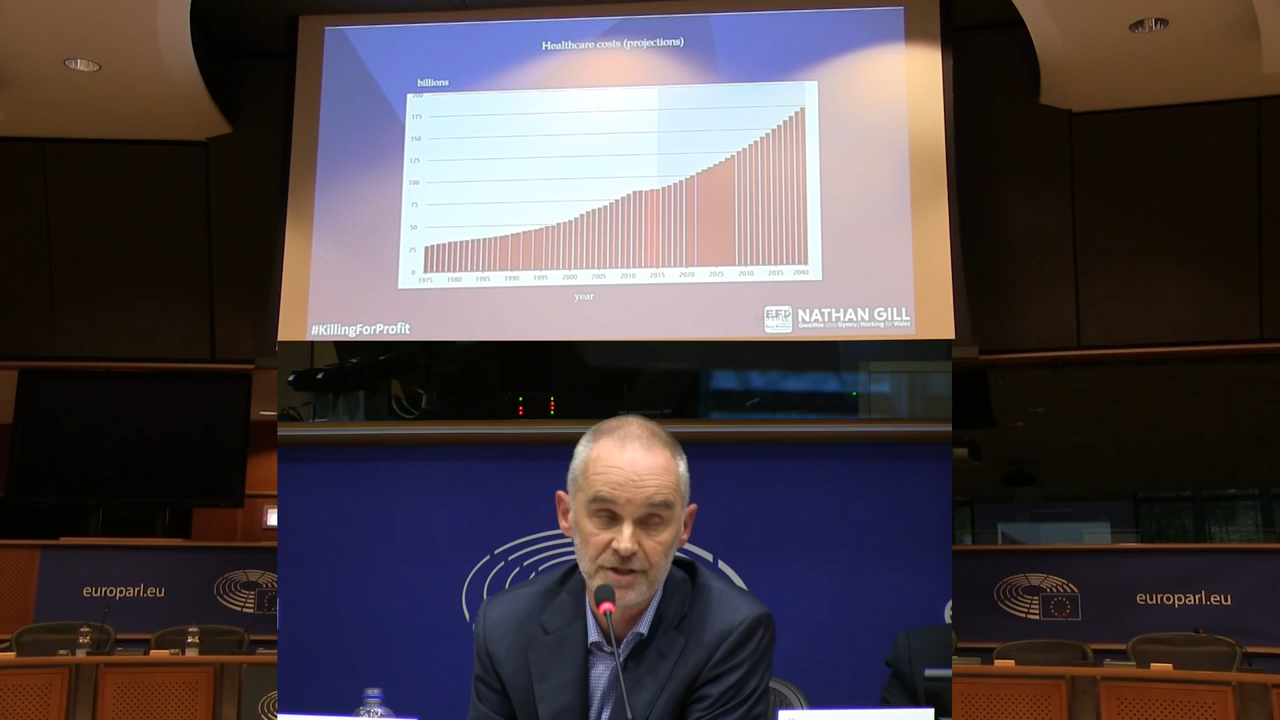 Healthcare costs (projections)
billions
200
175
150
125
100
75
50
25
0
1975 1980 1985 1990 1995 2000 2005 2010 2015 2020 2025 2030 2035 2040
year
#KillingForProfit
EFD
NATHAN GILL
Gweithio dros Gymru | Working for Wales
europarl.eu
europarl.eu